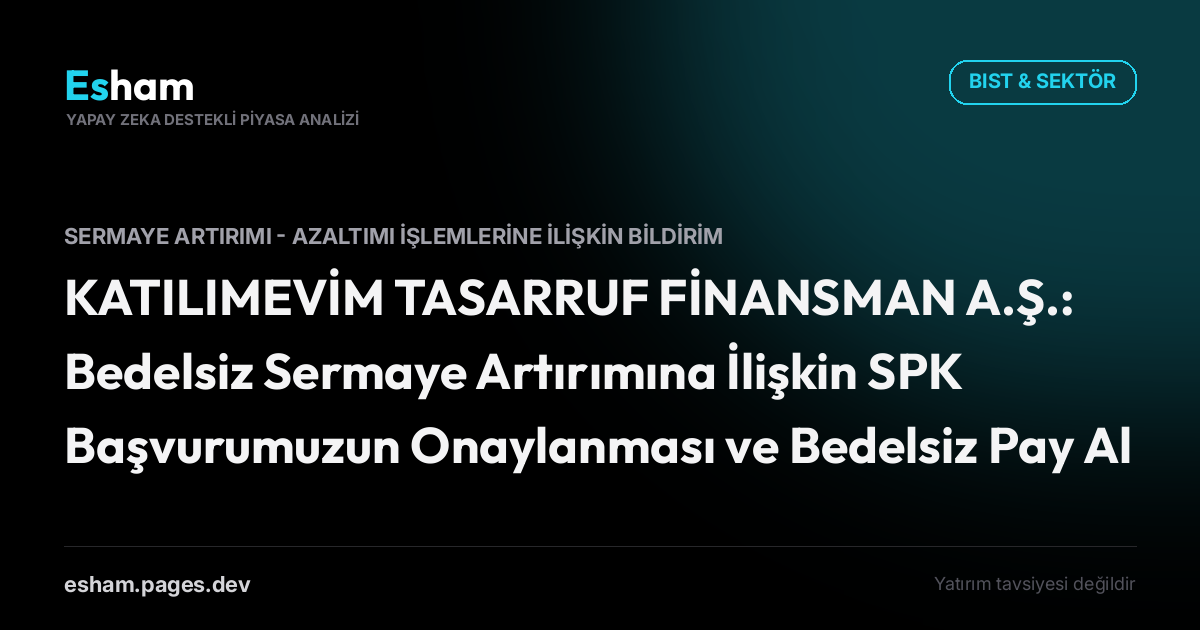 Esham
BIST & SEKTÖR
YAPAY ZEKA DESTEKLİ PİYASA ANALİZİ
SERMAYE ARTIRIMI - AZALTIMI İŞLEMLERİNE İLİŞKİN BİLDİRİM
KATILIMEVİM TASARRUF FİNANSMAN A.Ş.:
Bedelsiz Sermaye Artırımına İlişkin SPK
Başvurumuzun Onaylanması ve Bedelsiz Pay Al
esham.pages.dev
Yatırım tavsiyesi değildir